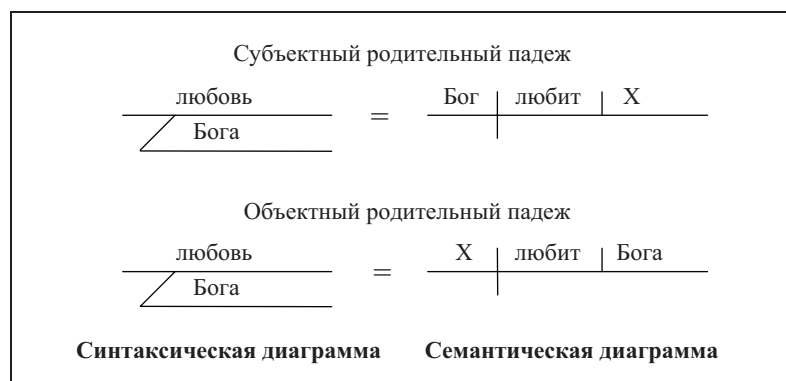 Субъектный родительный падеж
любовь = Бог любит X
Бога
Объектный родительный падеж
любовь = X любит Бога
Бога
Синтаксическая диаграмма Семантическая диаграмма